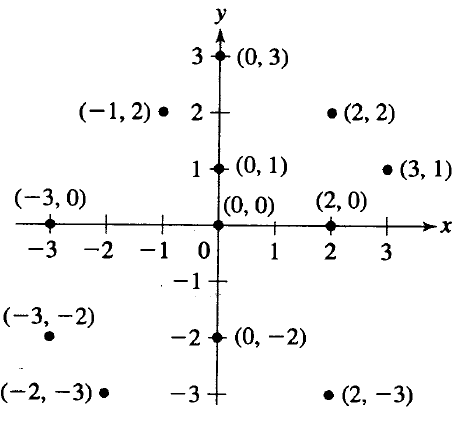 y
3 (0, 3)
(−1, 2) 2 (2, 2)
1 (0, 1) (3, 1)
(−3, 0) (0, 0) (2, 0)
x
−3 −2 −1 0 1 2 3
−1
(−3, −2)
−2 (0, −2)
(−2, −3) −3 (2, −3)